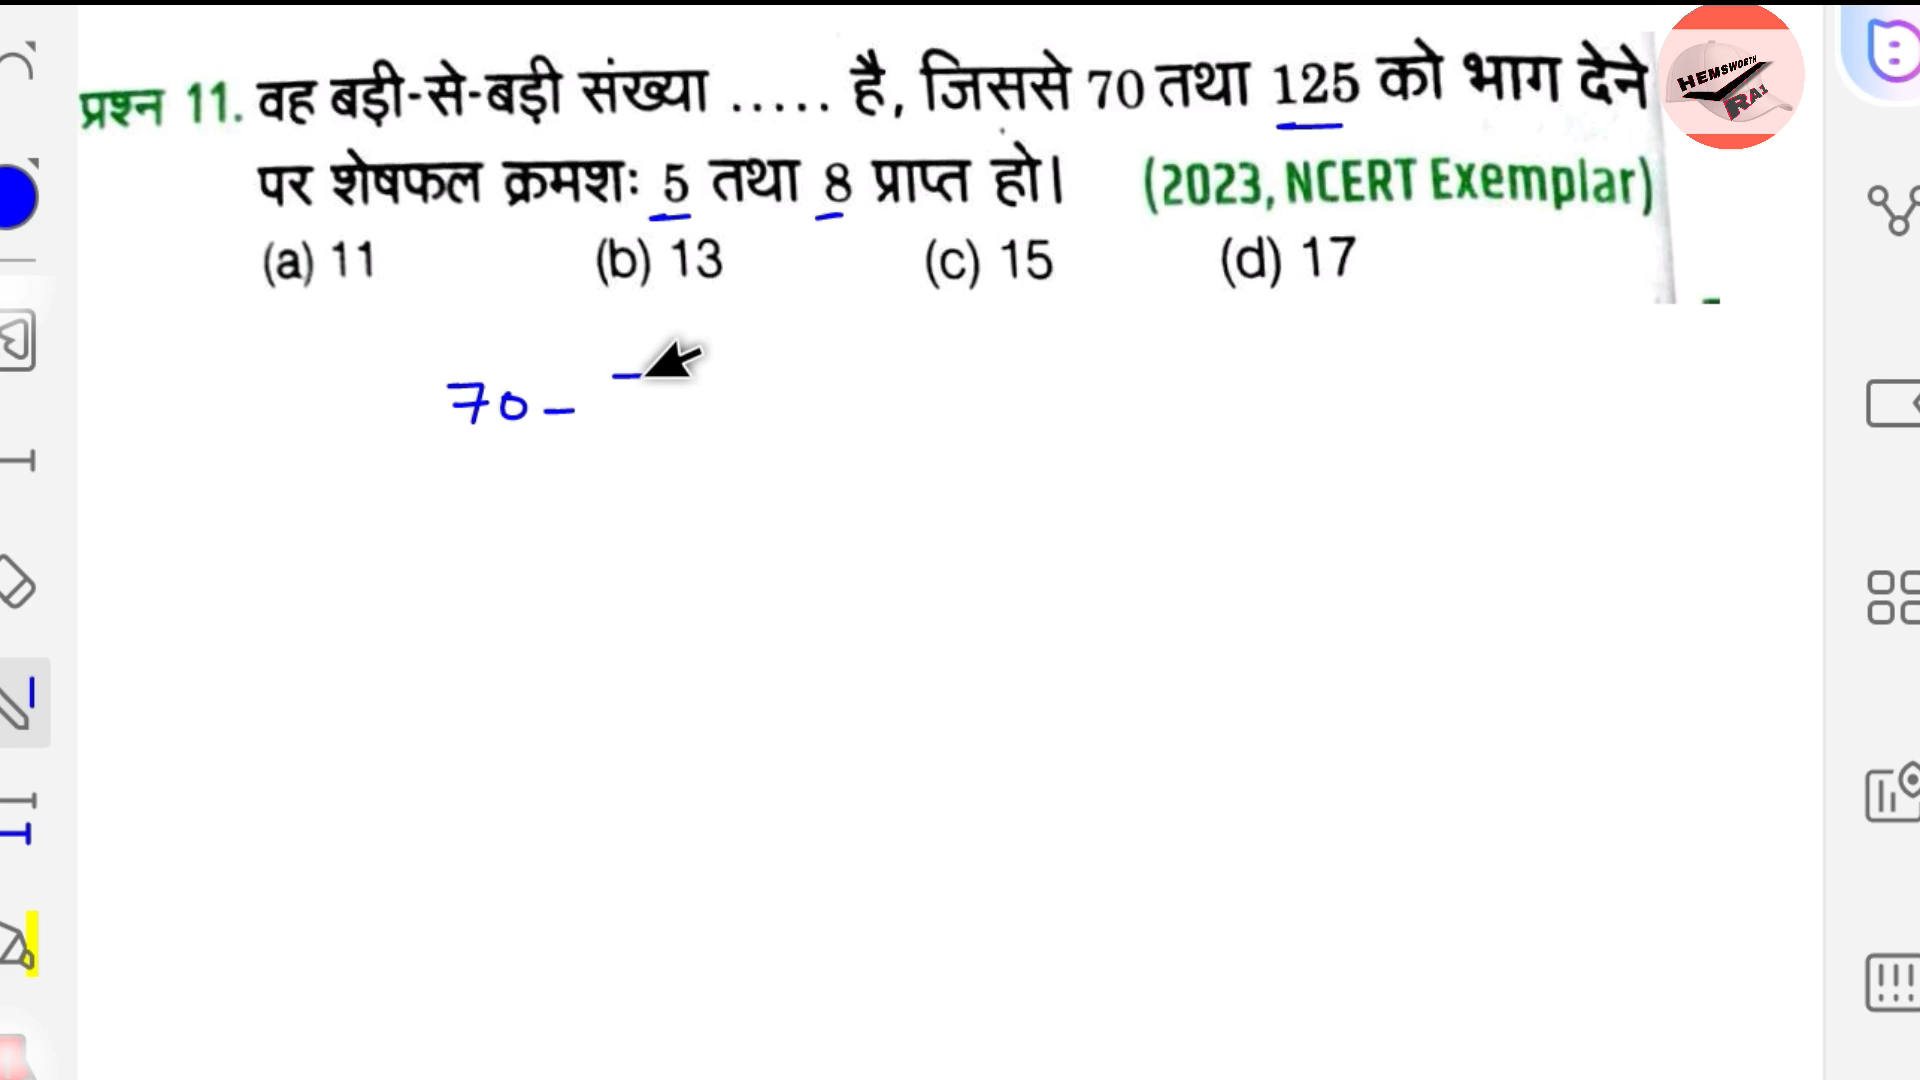 प्रश्न 11. वह बड़ी-से-बड़ी संख्या ..... है, जिससे 70 तथा 125 को भाग देने
पर शेषफल क्रमशः 5 तथा 8 प्राप्त हो। (2023, NCERT Exemplar)
(a) 11 (b) 13 (c) 15 (d) 17
70 –
HEMSWORTH
RA1